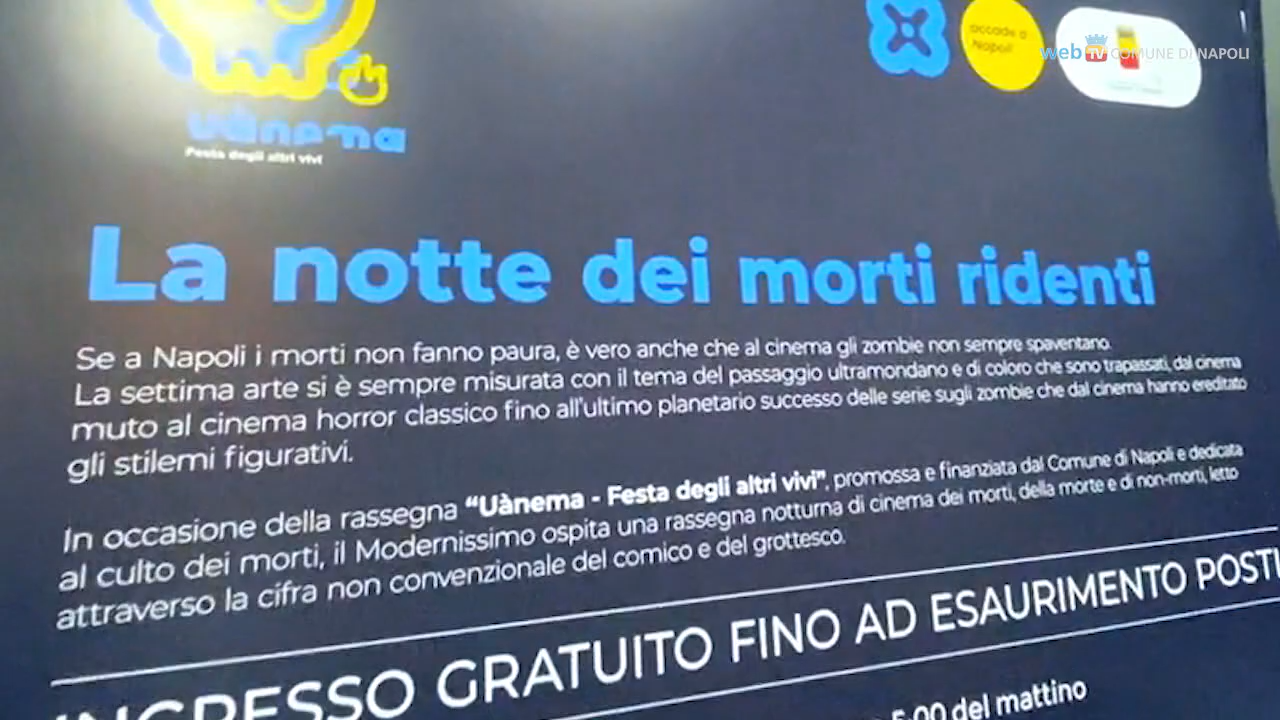 accade a
Napoli
web TV COMUNE DI NAPOLI
Uànema
Festa degli altri vivi
La notte dei morti ridenti
Se a Napoli i morti non fanno paura, è vero anche che al cinema gli zombie non sempre spaventano.
La settima arte si è sempre misurata con il tema del passaggio ultramondano e di coloro che sono trapassati, dal cinema
muto al cinema horror classico fino all'ultimo planetario successo delle serie sugli zombie che dal cinema hanno ereditato
gli stilemi figurativi.
In occasione della rassegna “Uànema - Festa degli altri vivi”, promossa e finanziata dal Comune di Napoli e dedicata
al culto dei morti, il Modernissimo ospita una rassegna notturna di cinema dei morti, della morte e di non-morti, letto
attraverso la cifra non convenzionale del comico e del grottesco.
INGRESSO GRATUITO FINO AD ESAURIMENTO POSTI
5:00 del mattino